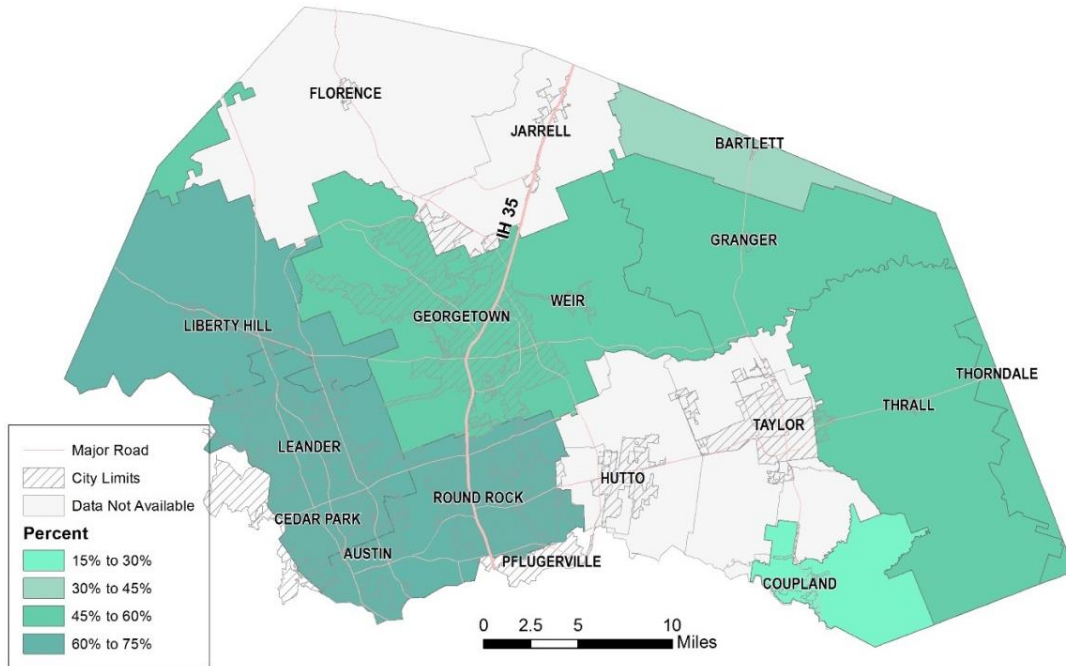 FLORENCE
JARRELL
BARTLETT
IH 35
GRANGER
WEIR
GEORGETOWN
LIBERTY HILL
THORNDALE
THRALL
TAYLOR
LEANDER
HUTTO
ROUND ROCK
CEDAR PARK
AUSTIN
PFLUGERVILLE
COUPLAND
Major Road
City Limits
Data Not Available
Percent
15% to 30%
30% to 45%
45% to 60%
60% to 75%
0 2.5 5 10
Miles